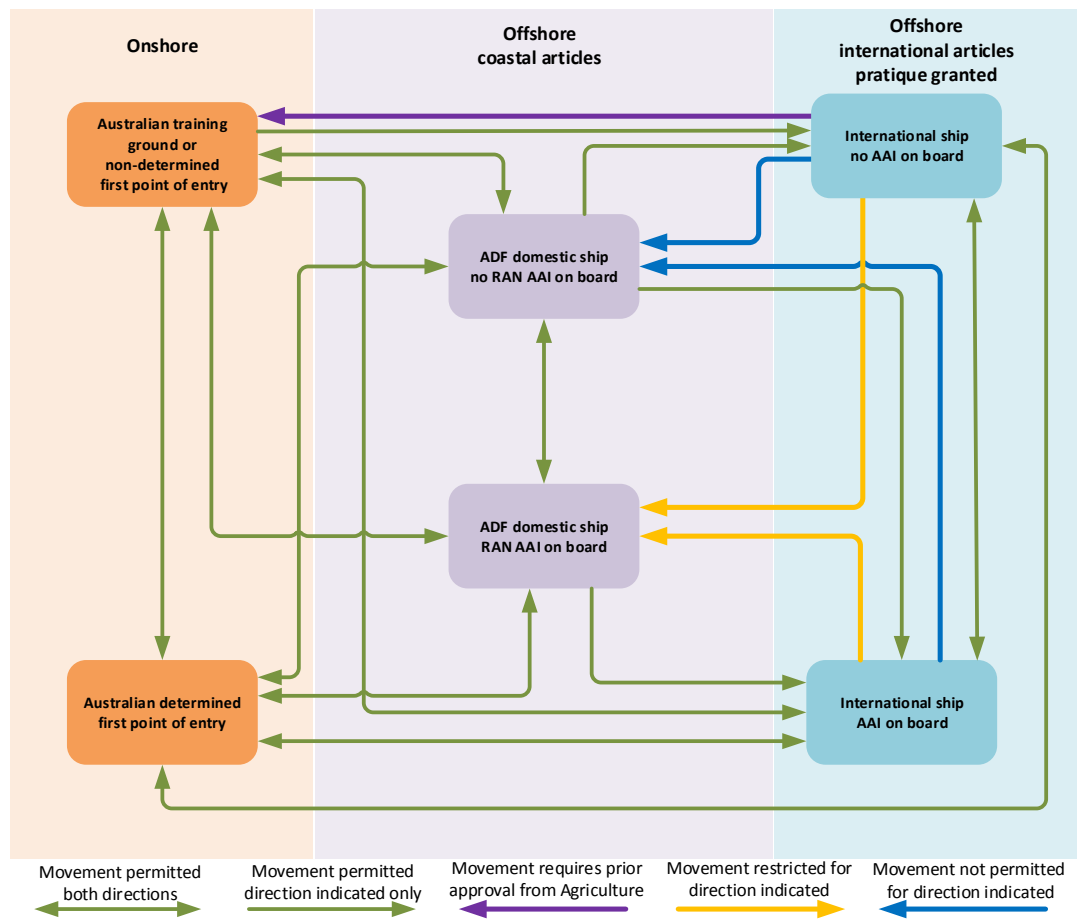 Onshore
Offshore
coastal articles
Offshore
international articles
pratique granted
Australian training
ground or
non-determined
first point of entry
International ship
no AAI on board
ADF domestic ship
no RAN AAI on board
ADF domestic ship
RAN AAI on board
Australian determined
first point of entry
International ship
AAI on board
Movement permitted
both directions
Movement permitted
direction indicated only
Movement requires prior
approval from Agriculture
Movement restricted for
direction indicated
Movement not permitted
for direction indicated